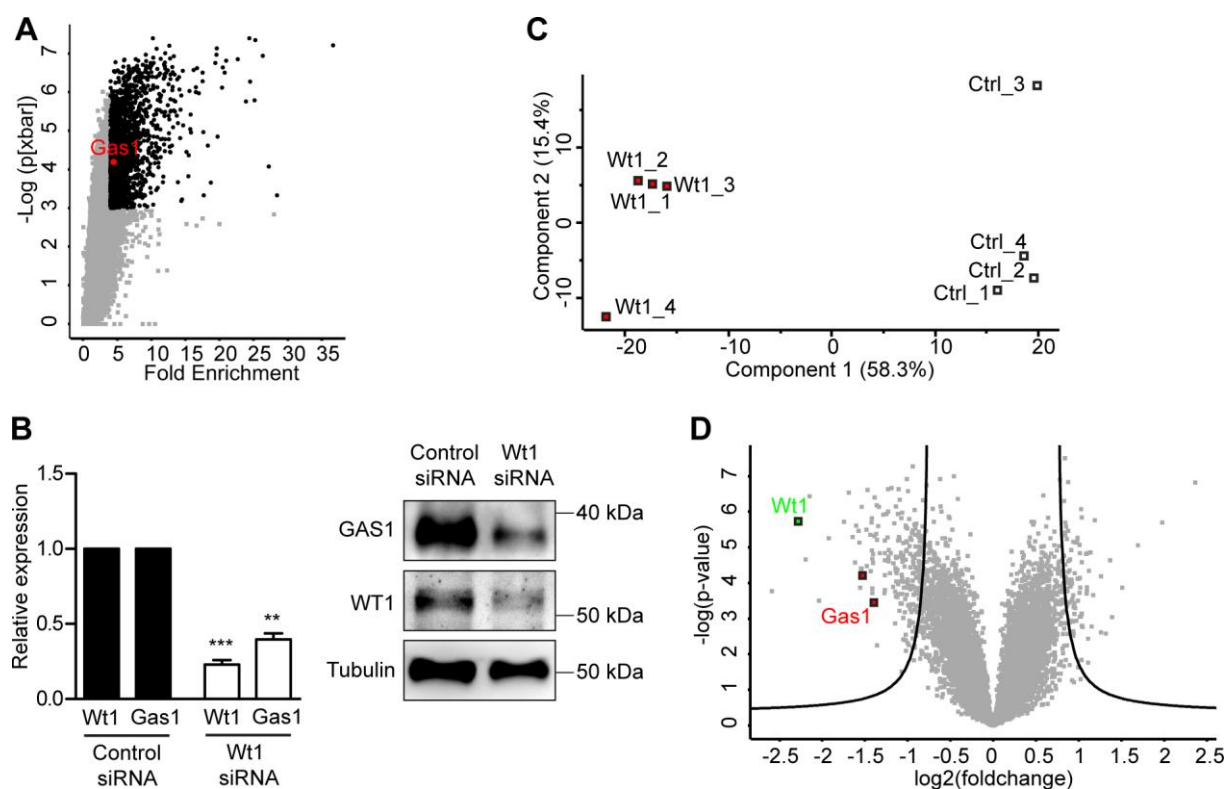 A
-Log (p[xbar])
7
6
5
4
3
2
1
0
Gas1
0 5 10 15 20 25 30 35
Fold Enrichment
C
Component 2 (15.4%)
10
0
-10
Ctrl_3
Wt1_2
Wt1_3
Wt1_1
Ctrl_4
Ctrl_2
Ctrl_1
Wt1_4
-20 -10 0 10 20
Component 1 (58.3%)
B
Relative expression
1.5
1.0
0.5
0.0
*** **
Wt1 Gas1 Wt1 Gas1
Control siRNA
Wt1 siRNA
Control siRNA
Wt1 siRNA
GAS1
40 kDa
WT1
50 kDa
Tubulin
50 kDa
D
-log(p-value)
7
6
5
4
3
2
1
0
Wt1
Gas1
-2.5 -2 -1.5 -1 -0.5 0 0.5 1 1.5 2 2.5
log2(foldchange)